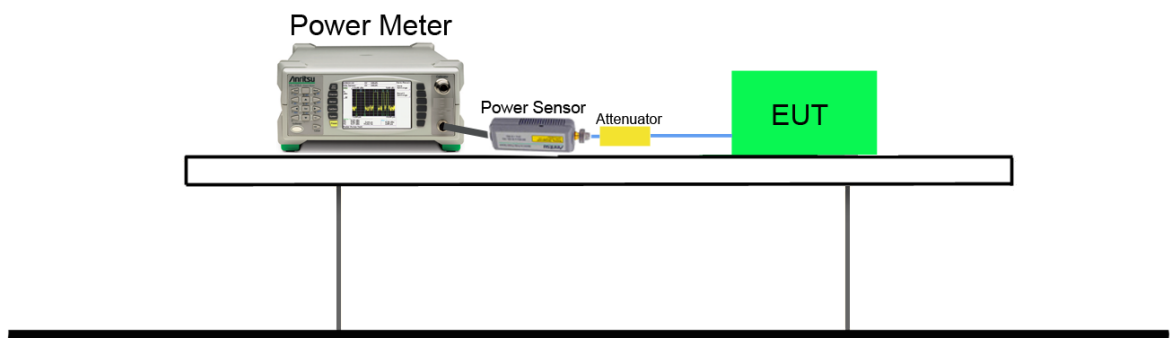 Power Meter
Anritsu
Power Sensor
Attenuator
EUT